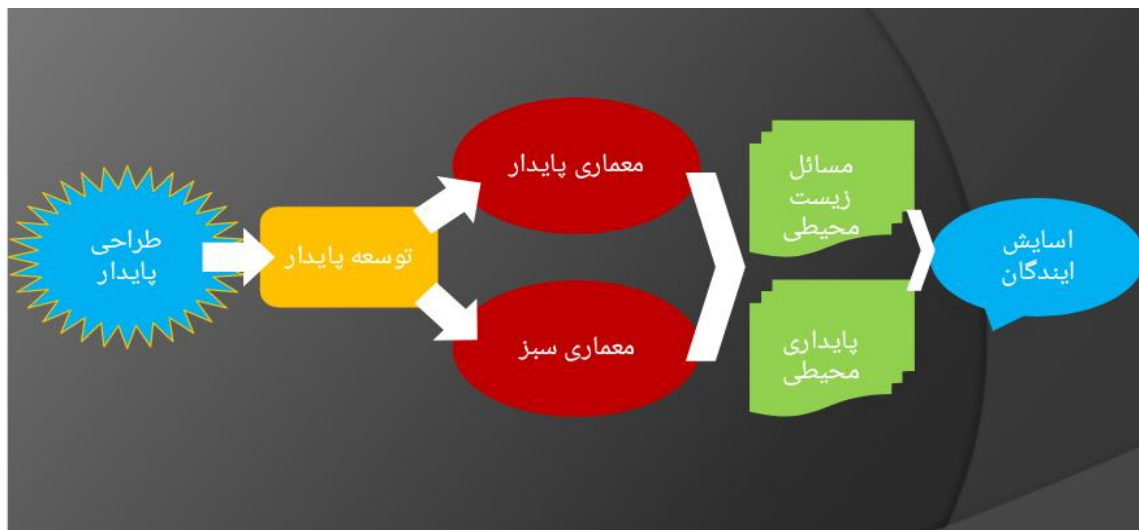 طراحی
پایدار
توسعه پایدار
معماری پایدار
معماری سبز
مسائل
زیست
محیطی
پایداری
محیطی
اسایش
ایندگان